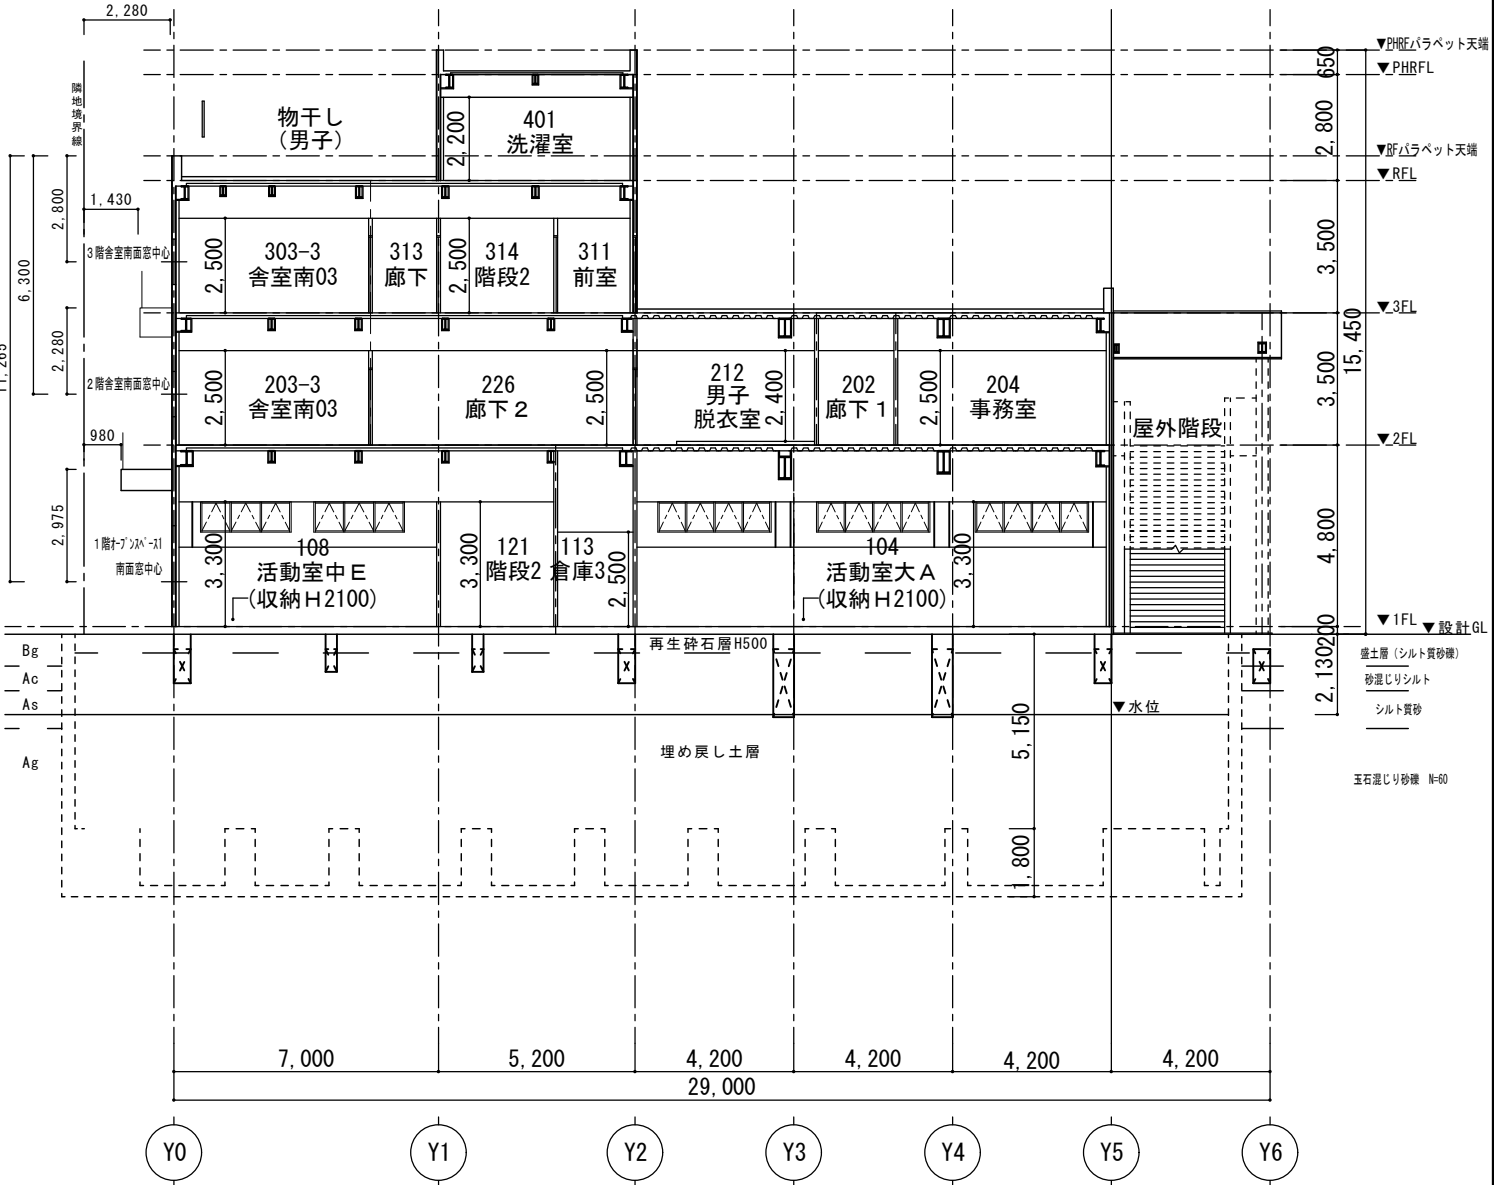 2,280
▼PHRFパラペット天端
650
▼PHRFL
隣地境界線
物干し
(男子)
401
洗濯室
2,200
2,800
▼RFパラペット天端
▼RFL
2,800
1,430
6,300
3階舎室南面窓中心
2,500
303-3
舎室南03
313
廊下
2,500
314
階段2
311
前室
3,500
▼3FL
15,450
2,280
11,265
2階舎室南面窓中心
2,500
203-3
舎室南03
226
廊下2
2,500
212
男子
脱衣室
2,400
202
廊下1
2,500
204
事務室
3,500
980
屋外階段
▼2FL
2,975
1階オープンスペース1
南面窓中心
3,300
108
活動室中E
(収納H2100)
3,300
121
階段2
113
倉庫3
2,500
104
活動室大A
(収納H2100)
3,300
4,800
▼1FL
▼設計GL
200
再生砕石層H500
Bg
Ac
As
Ag
盛土層(シルト質砂礫)
砂混じりシルト
シルト質砂
玉石混じり砂礫 N=60
2,130
▼水位
埋め戻し土層
5,150
1,800
7,000
5,200
4,200
4,200
4,200
4,200
29,000
Y0
Y1
Y2
Y3
Y4
Y5
Y6